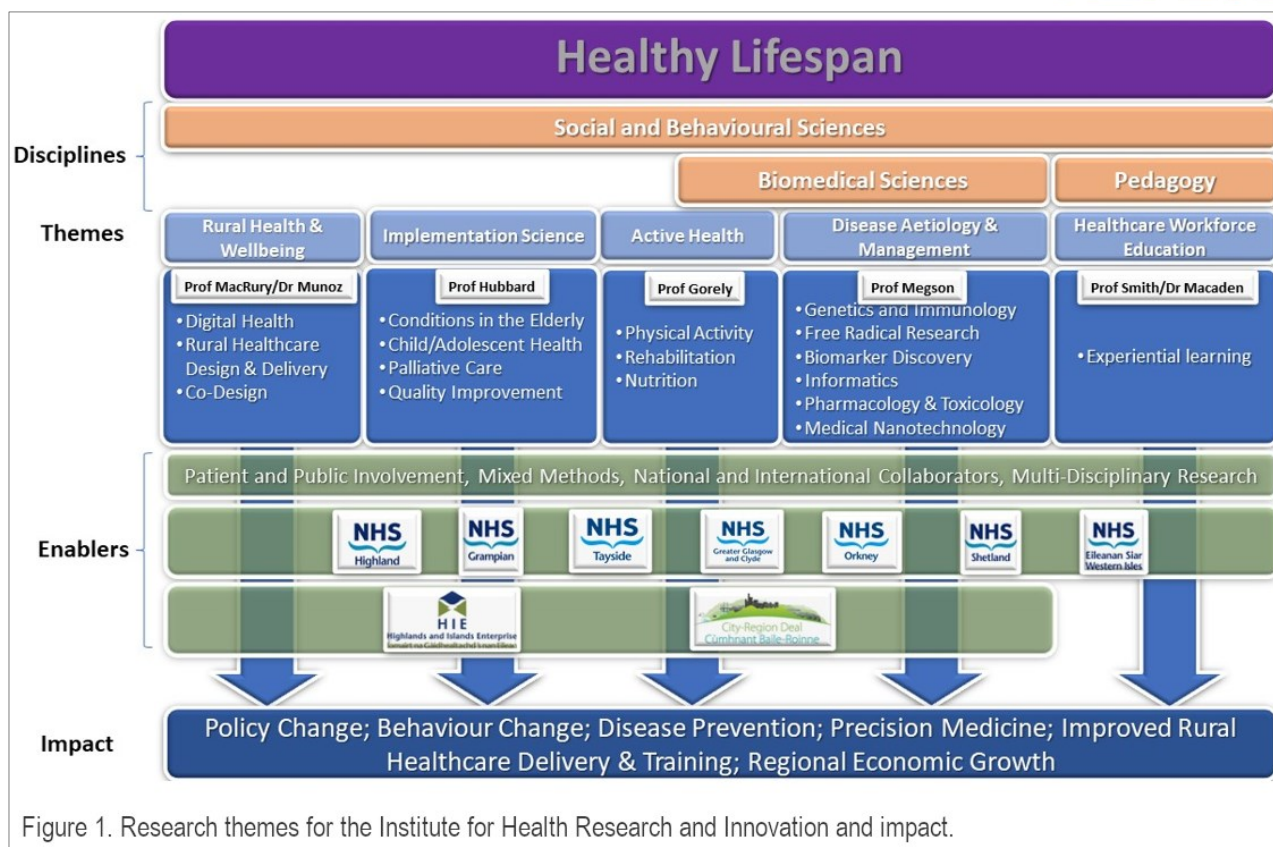 Healthy Lifespan
Disciplines
Social and Behavioural Sciences
Biomedical Sciences
Pedagogy
Themes
Rural Health &
Wellbeing
Implementation Science
Active Health
Disease Aetiology &
Management
Healthcare Workforce
Education
Prof MacRury/Dr Munoz
• Digital Health
• Rural Healthcare
Design & Delivery
• Co-Design
Prof Hubbard
• Conditions in the Elderly
• Child/Adolescent Health
• Palliative Care
• Quality Improvement
Prof Gorely
• Physical Activity
• Rehabilitation
• Nutrition
Prof Megson
• Genetics and Immunology
• Free Radical Research
• Biomarker Discovery
• Informatics
• Pharmacology & Toxicology
• Medical Nanotechnology
Prof Smith/Dr Macaden
• Experiential learning
Enablers
Patient and Public Involvement, Mixed Methods, National and International Collaborators, Multi-Disciplinary Research
NHS
Highland
NHS
Grampian
NHS
Tayside
NHS
Greater Glasgow
and Clyde
NHS
Orkney
NHS
Shetland
NHS
Eileanan Siar
Western Isles
HIE
Highlands and Islands Enterprise
Iomairt na Gàidhealtachd
City-Region Deal
Cùmhnant Baile-Roinne
Impact
Policy Change; Behaviour Change; Disease Prevention; Precision Medicine; Improved Rural
Healthcare Delivery & Training; Regional Economic Growth
Figure 1. Research themes for the Institute for Health Research and Innovation and impact.